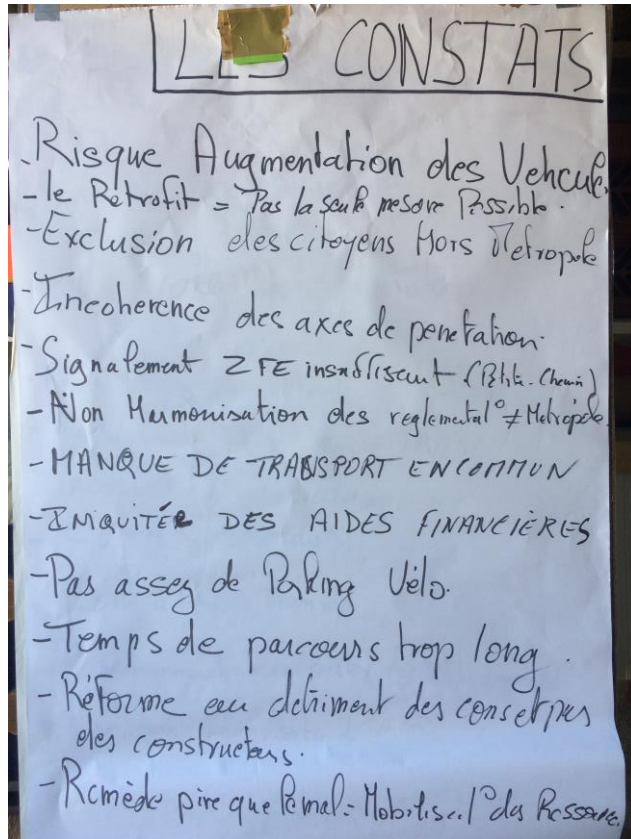 LES CONSTATS
- Risque Augmentation des Vehcule.
- le Retrofit = Pas la seule mesure Possible.
- Exclusion des citoyens Hors Metropole
- Incoherence des axes de penetration.
- Signalement ZFE insuffisant (Petits. Chemin)
- Non Harmonisation des reglementat° ≠ Metropole.
- MANQUE DE TRANSPORT EN COMMUN
- INIQUITÉR DES AIDES FINANCIÈRES
- Pas assez de Parking Vélo.
- Temps de parcours trop long.
- Réforme au detriment des
des constructeurs.
- Remède pire que le mal = Mobilisat° des Ressource.